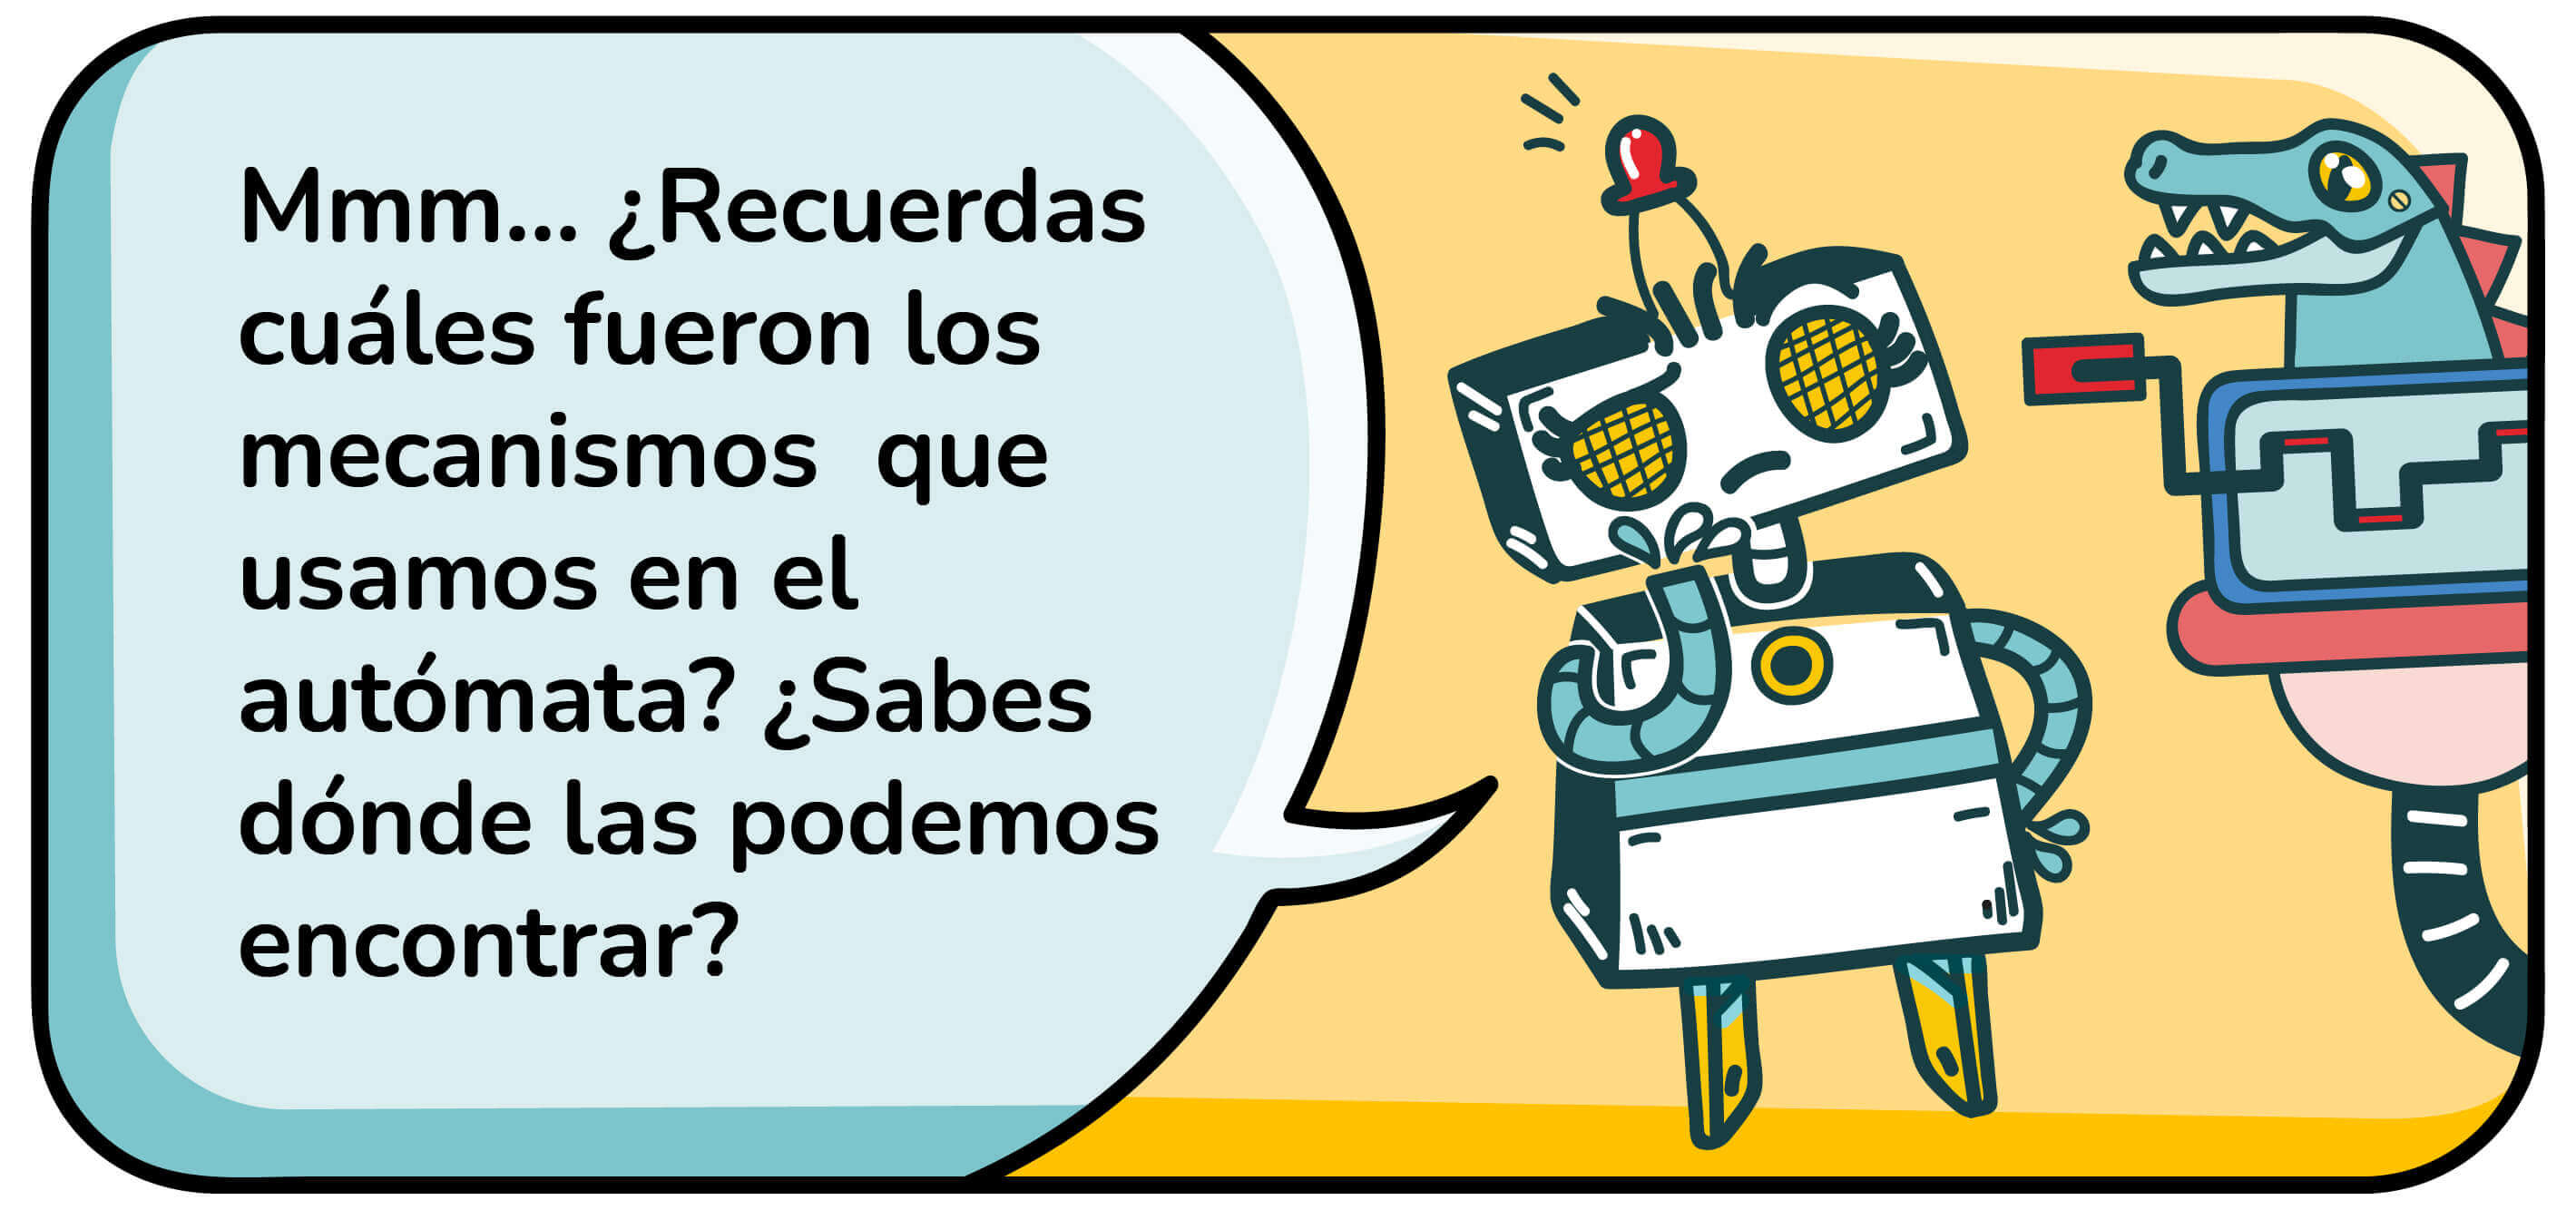 Mmm... ¿Recuerdas
cuáles fueron los
mecanismos  que
usamos en el
autómata? ¿Sabes
dónde las podemos
encontrar?